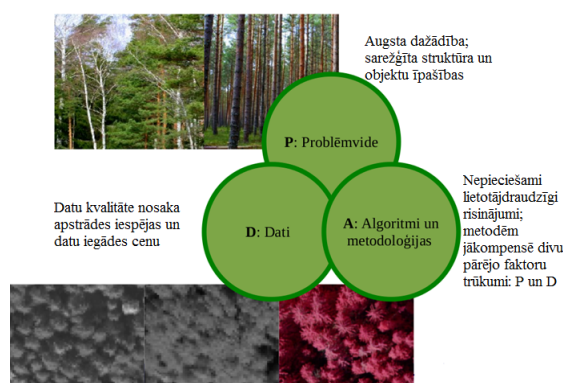 Augsta dažādība;
sarežģīta struktūra un
objektu īpašības
P: Problēmvide
Datu kvalitāte nosaka
apstrādes iespējas un
datu iegādes cenu
D: Dati
A: Algoritmi un
metodoloģijas
Nepieciešami
lietotājdraudzīgi
risinājumi;
metodēm
jākompensē divu
pārējo faktoru
trūkumi: P un D